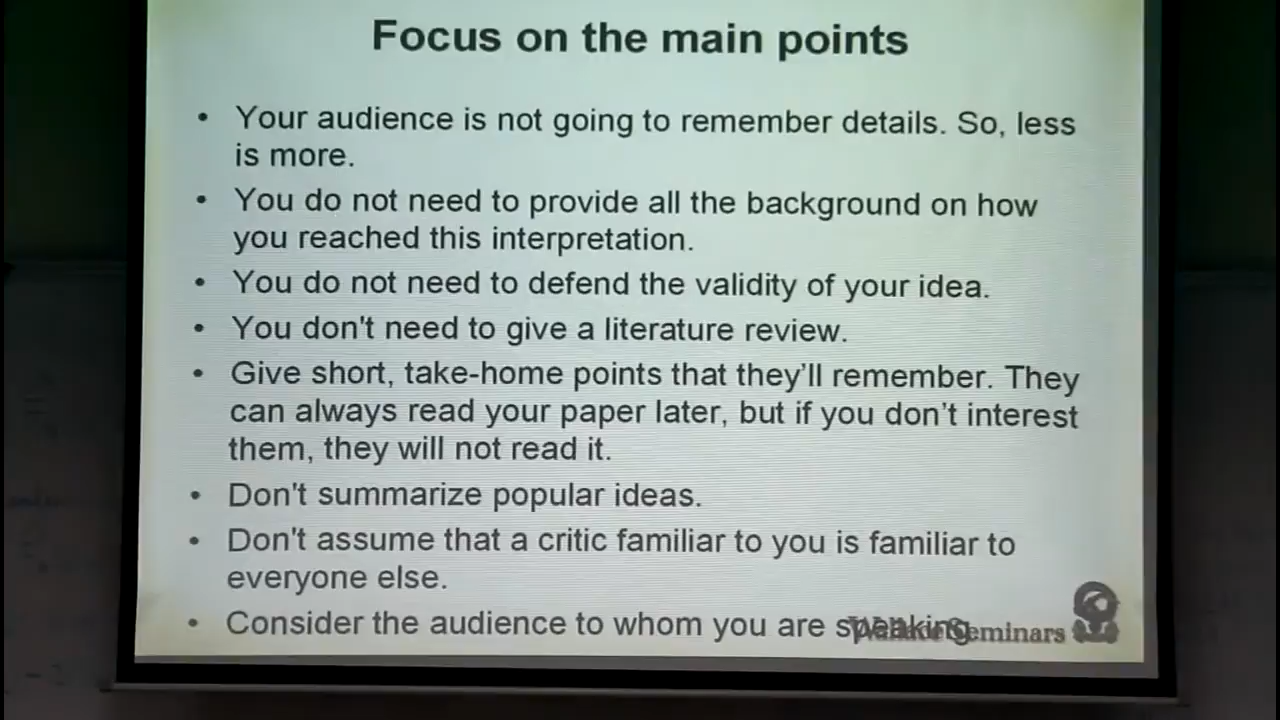 Focus on the main points
• Your audience is not going to remember details. So, less
is more.
• You do not need to provide all the background on how
you reached this interpretation.
• You do not need to defend the validity of your idea.
• You don't need to give a literature review.
• Give short, take-home points that they'll remember. They
can always read your paper later, but if you don't interest
them, they will not read it.
• Don't summarize popular ideas.
• Don't assume that a critic familiar to you is familiar to
everyone else.
• Consider the audience to whom you are speaking.
Seminars